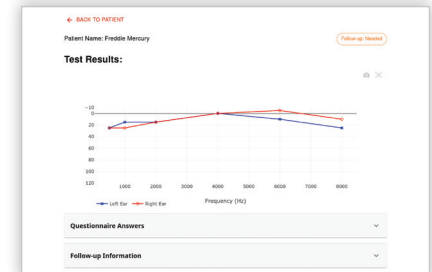 ← BACK TO PATIENT
Patient Name: Freddie Mercury
Follow-up: Needed
Test Results:
-10
0
20
40
60
80
100
120
1000 2000 3000 4000 5000 6000 7000 8000
Left Ear Right Ear
Frequency (Hz)
Questionnaire Answers
Follow-up Information